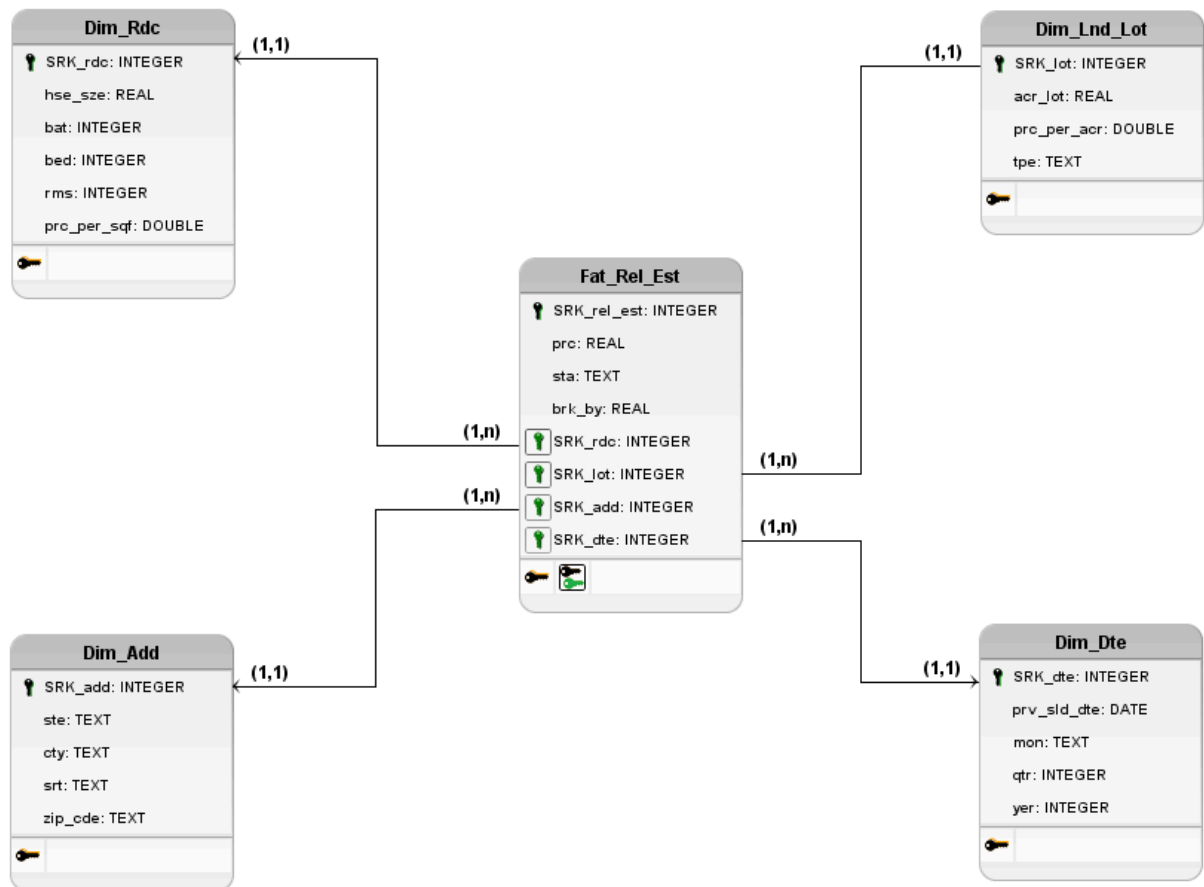 Dim_Rdc
SRK_rdc: INTEGER
hse_sze: REAL
bat: INTEGER
bed: INTEGER
rms: INTEGER
prc_per_sqf: DOUBLE
(1,1)
(1,n)
Dim_Lnd_Lot
SRK_lot: INTEGER
acr_lot: REAL
prc_per_acr: DOUBLE
tpe: TEXT
(1,1)
(1,n)
Fat_Rel_Est
SRK_rel_est: INTEGER
prc: REAL
sta: TEXT
brk_by: REAL
SRK_rdc: INTEGER
SRK_lot: INTEGER
SRK_add: INTEGER
SRK_dte: INTEGER
(1,n)
(1,1)
Dim_Add
SRK_add: INTEGER
ste: TEXT
cty: TEXT
srt: TEXT
zip_cde: TEXT
(1,n)
(1,1)
Dim_Dte
SRK_dte: INTEGER
prv_sld_dte: DATE
mon: TEXT
qtr: INTEGER
yer: INTEGER